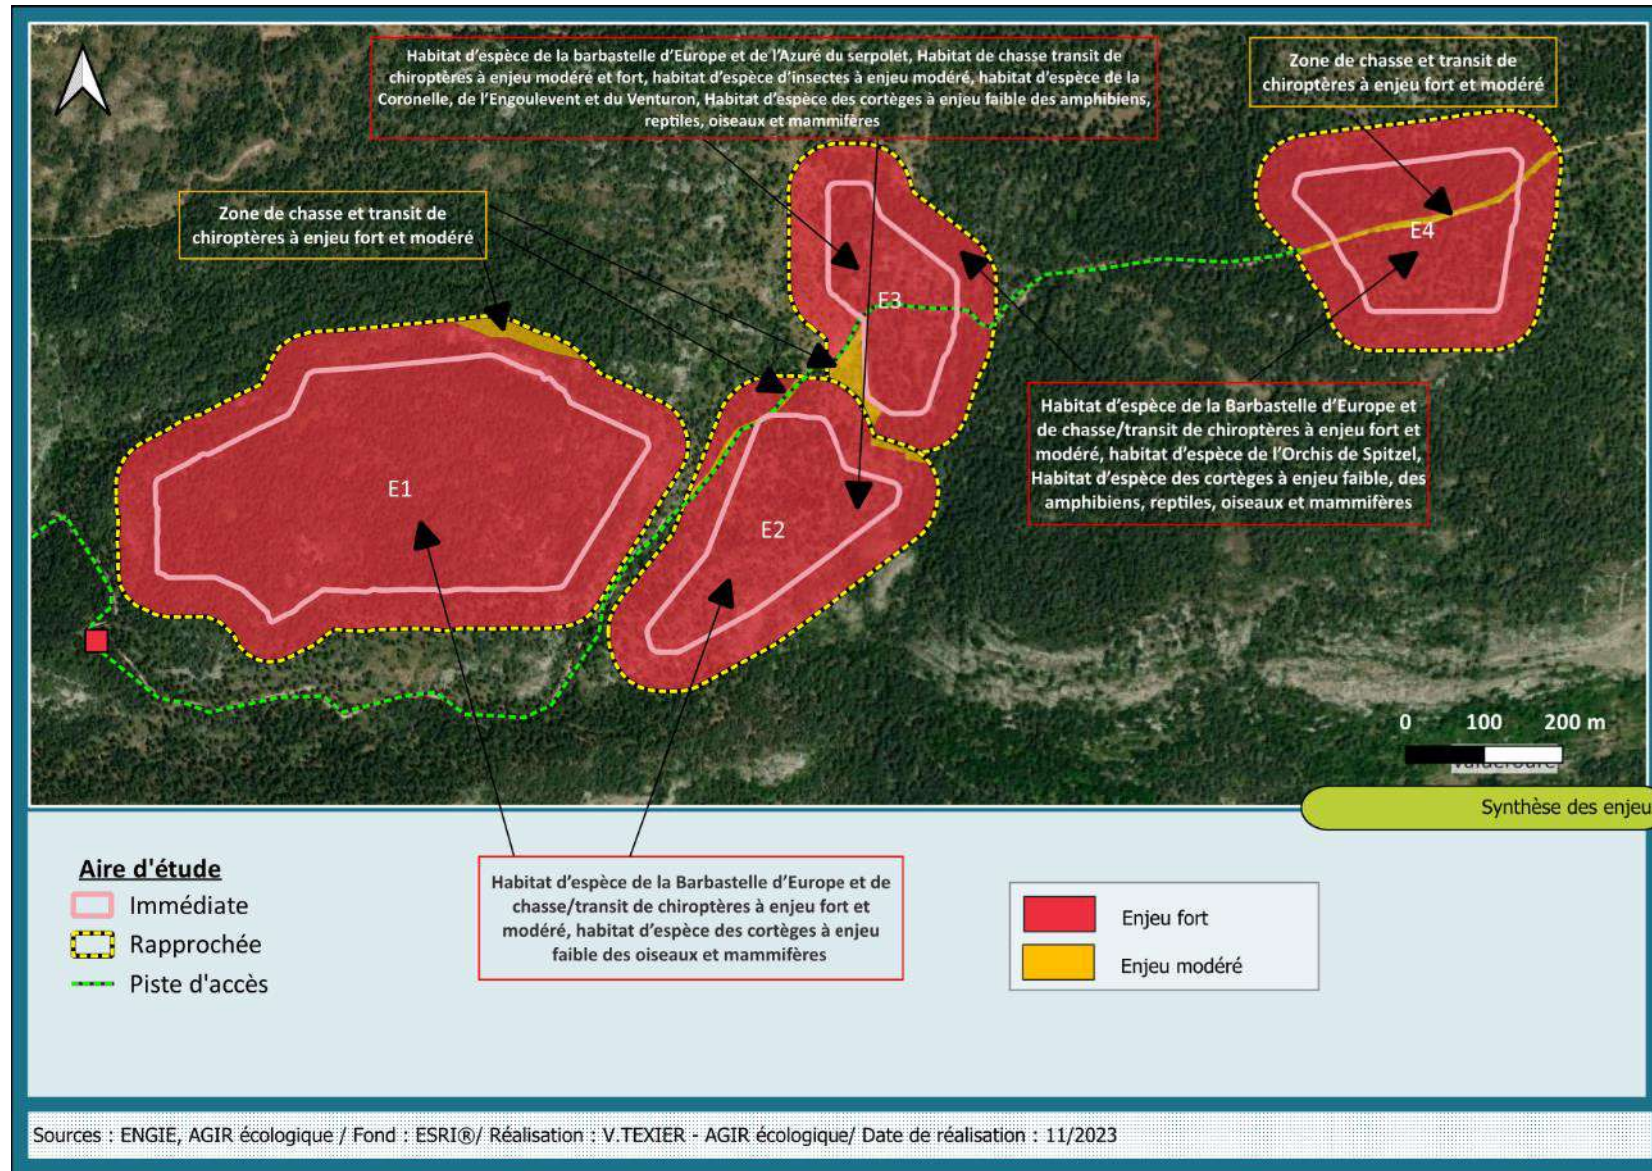 Habitat d'espèce de la barbastelle d'Europe et de l'Azuré du serpolet, Habitat de chasse transit de
chiroptères à enjeu modéré et fort, habitat d'espèce d'insectes à enjeu modéré, habitat d'espèce de la
Coronelle, de l'Engoulevent et du Venturon, Habitat d'espèce des cortèges à enjeu faible des amphibiens,
reptiles, oiseaux et mammifères
Zone de chasse et transit de
chiroptères à enjeu fort et modéré
Zone de chasse et transit de
chiroptères à enjeu fort et modéré
E4
E3
E1
E2
Habitat d'espèce de la Barbastelle d'Europe et
de chasse/transit de chiroptères à enjeu fort et
modéré, habitat d'espèce de l'Orchis de Spitzel,
Habitat d'espèce des cortèges à enjeu faible, des
amphibiens, reptiles, oiseaux et mammifères
0 100 200 m
Synthèse des enjeu
Aire d'étude
Immédiate
Rapprochée
Piste d'accès
Habitat d'espèce de la Barbastelle d'Europe et de
chasse/transit de chiroptères à enjeu fort et
modéré, habitat d'espèce des cortèges à enjeu
faible des oiseaux et mammifères
Enjeu fort
Enjeu modéré
Sources : ENGIE, AGIR écologique / Fond : ESRI®/ Réalisation : V.TEXIER - AGIR écologique/ Date de réalisation : 11/2023